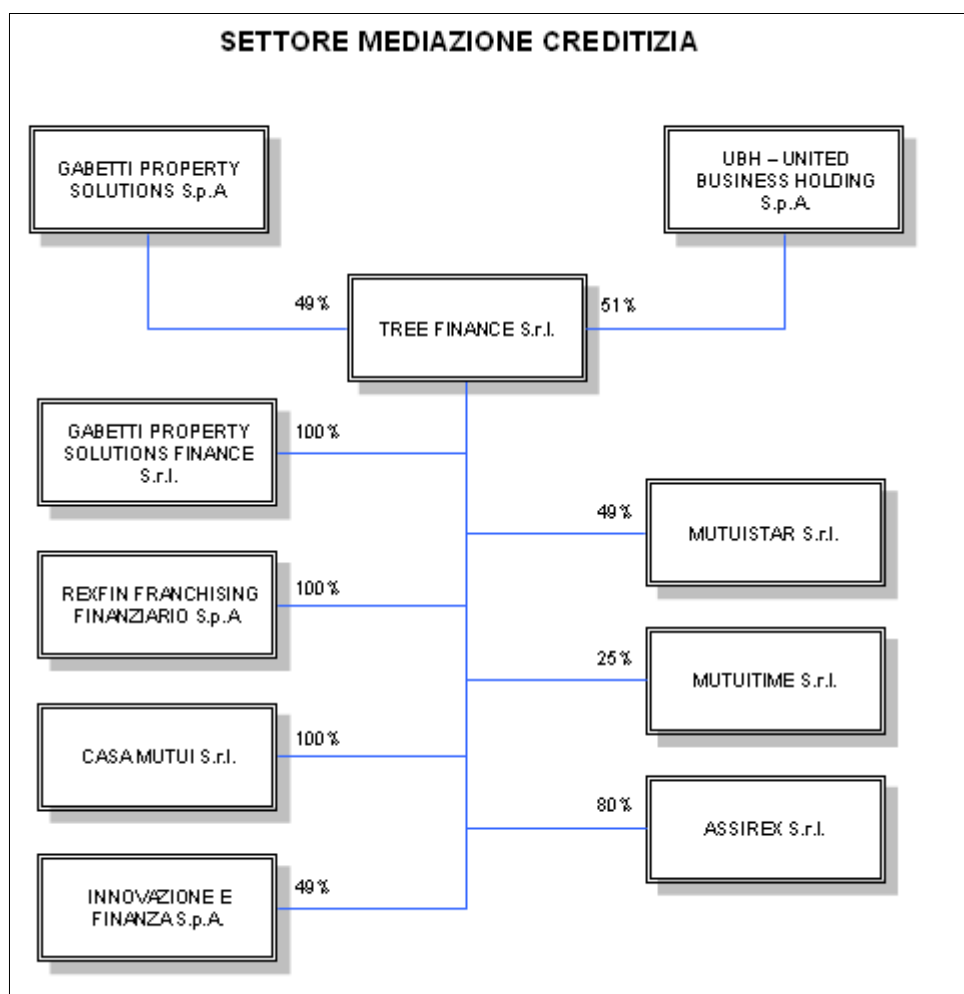 SETTORE MEDIAZIONE CREDITIZIA
GABETTI PROPERTY
SOLUTIONS S.p.A
UBH – UNITED
BUSINESS HOLDING
S.p.A.
49%
TREE FINANCE S.r.l.
51%
GABETTI PROPERTY
SOLUTIONS FINANCE
S.r.l.
100%
49%
MUTUISTAR S.r.l.
REXFIN FRANCHISING
FINANZIARIO S.p.A
100%
25%
MUTUITIME S.r.l.
CASA MUTUI S.r.l.
100%
80%
ASSIREX S.r.l.
INNOVAZIONE E
FINANZA S.p.A.
49%